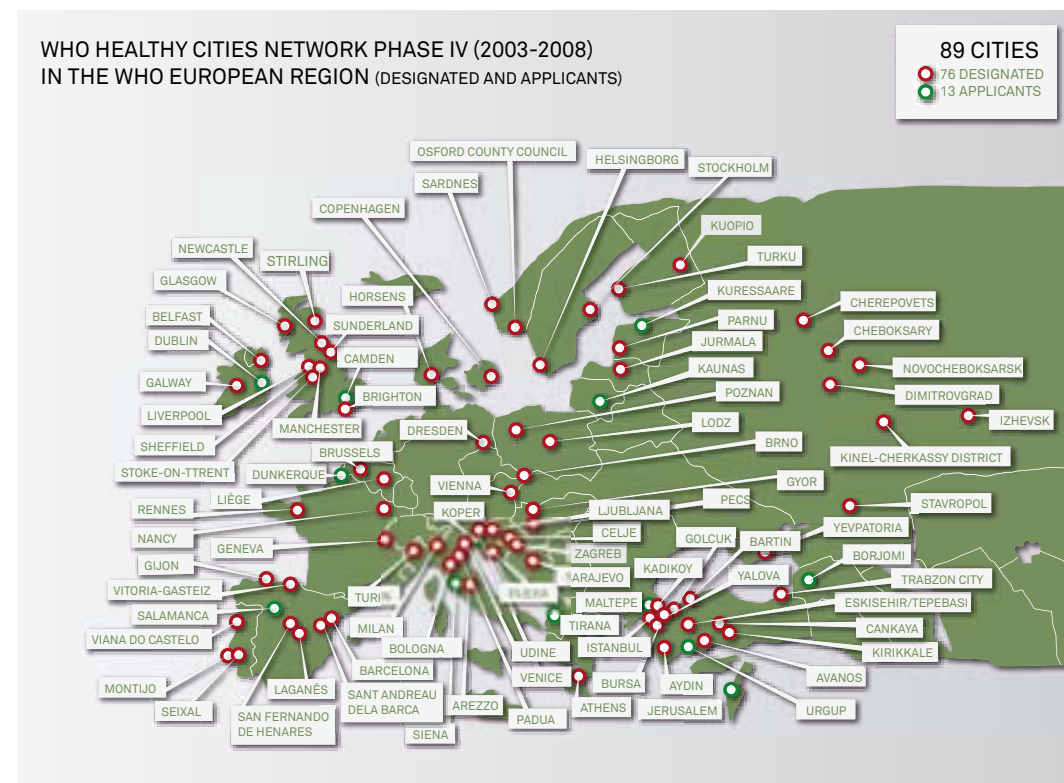 WHO HEALTHY CITIES NETWORK PHASE IV (2003-2008)
IN THE WHO EUROPEAN REGION (DESIGNATED AND APPLICANTS)
89 CITIES
76 DESIGNATED
13 APPLICANTS
OSFORD COUNTY COUNCIL
HELSINGBORG
STOCKHOLM
SARDNES
COPENHAGEN
KUOPIO
NEWCASTLE
STIRLING
TURKU
GLASGOW
HORSENS
KURESSAARE
CHEREPOVETS
BELFAST
SUNDERLAND
PARNU
CHEBOKSARY
DUBLIN
CAMDEN
JURMALA
GALWAY
BRIGHTON
KAUNAS
NOVOCHEBOKSARSK
POZNAN
DIMITROVGRAD
LIVERPOOL
MANCHESTER
DRESDEN
LODZ
IZHEVSK
SHEFFIELD
BRUSSELS
BRNO
KINEL-CHERKASSY DISTRICT
STOKE-ON-TTRENT
DUNKERQUE
VIENNA
GYOR
LIÈGE
PECS
STAVROPOL
RENNES
KOPER
LJUBLJANA
YEVPATORIA
NANCY
CELJE
GOLCUK
BARTIN
GENEVA
ZAGREB
BORJOMI
GIJON
KADIKOY
YALOVA
TRABZON CITY
VITORIA-GASTEIZ
ARAJEVO
MALTEPE
ESKISEHIR/TEPEBASI
SALAMANCA
TIRANA
CANKAYA
VIANA DO CASTELO
MILAN
ISTANBUL
KIRIKKALE
BOLOGNA
UDINE
BARCELONA
VENICE
BURSA
AYDIN
AVANOS
MONTIJO
LAGANÉS
SANT ANDREAU
DELA BARCA
AREZZO
ATHENS
JERUSALEM
URGUP
SEIXAL
SAN FERNANDO
DE HENARES
PADUA
SIENA